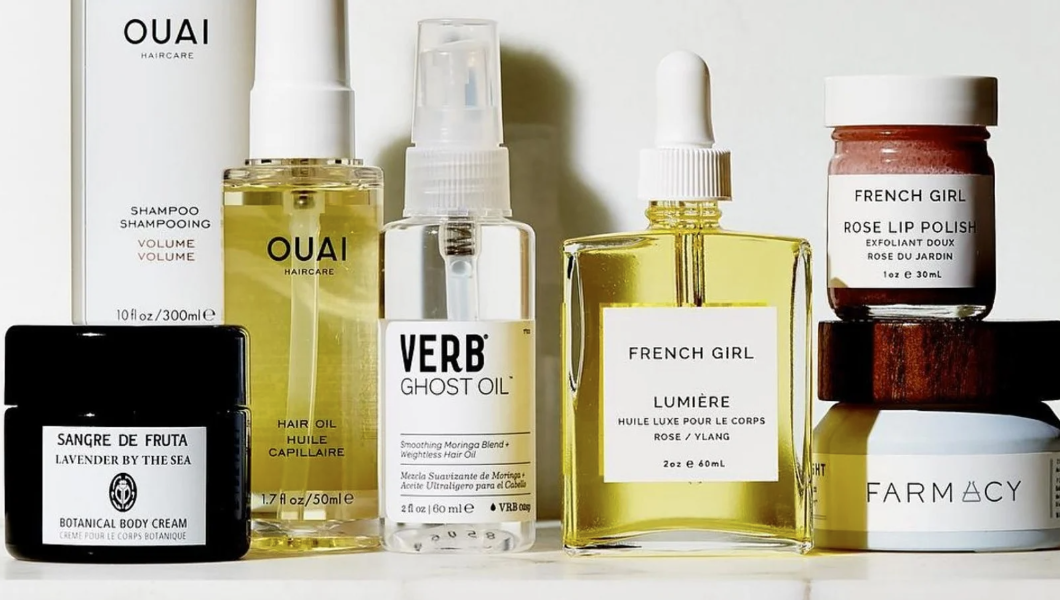 OUAI
HAIRCARE
SHAMPOO
SHAMPOOING
VOLUME
VOLUME
10 fl oz/300ml e
SANGRE DE FRUTA
LAVENDER BY THE SEA
BOTANICAL BODY CREAM
CREME POUR LE CORPS BOTANIQUE
OUAI
HAIRCARE
HAIR OIL
HUILE
CAPILLAIRE
1.7 fl oz/50ml e
VERB
GHOST OIL™
Smoothing Moringa Blend +
Weightless Hair Oil
Mezcla Suavizante de Moringa +
Aceite Ultraligero para el Cabello
2 fl oz | 60 ml e
VRB
FRENCH GIRL
LUMIÈRE
HUILE LUXE POUR LE CORPS
ROSE / YLANG
2oz e 60mL
FRENCH GIRL
ROSE LIP POLISH
EXFOLIANT DOUX
ROSE DU JARDIN
1oz e 30mL
FARMACY